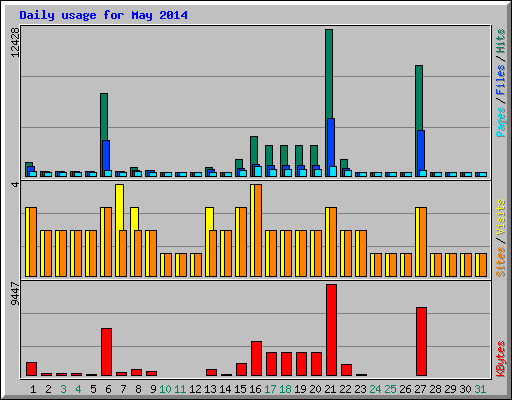 Daily usage for May 2014
12428
Pages / Files / Hits
4
Sites / Visits
9447
KBytes
1 2 3 4 5 6 7 8 9 10 11 12 13 14 15 16 17 18 19 20 21 22 23 24 25 26 27 28 29 30 31